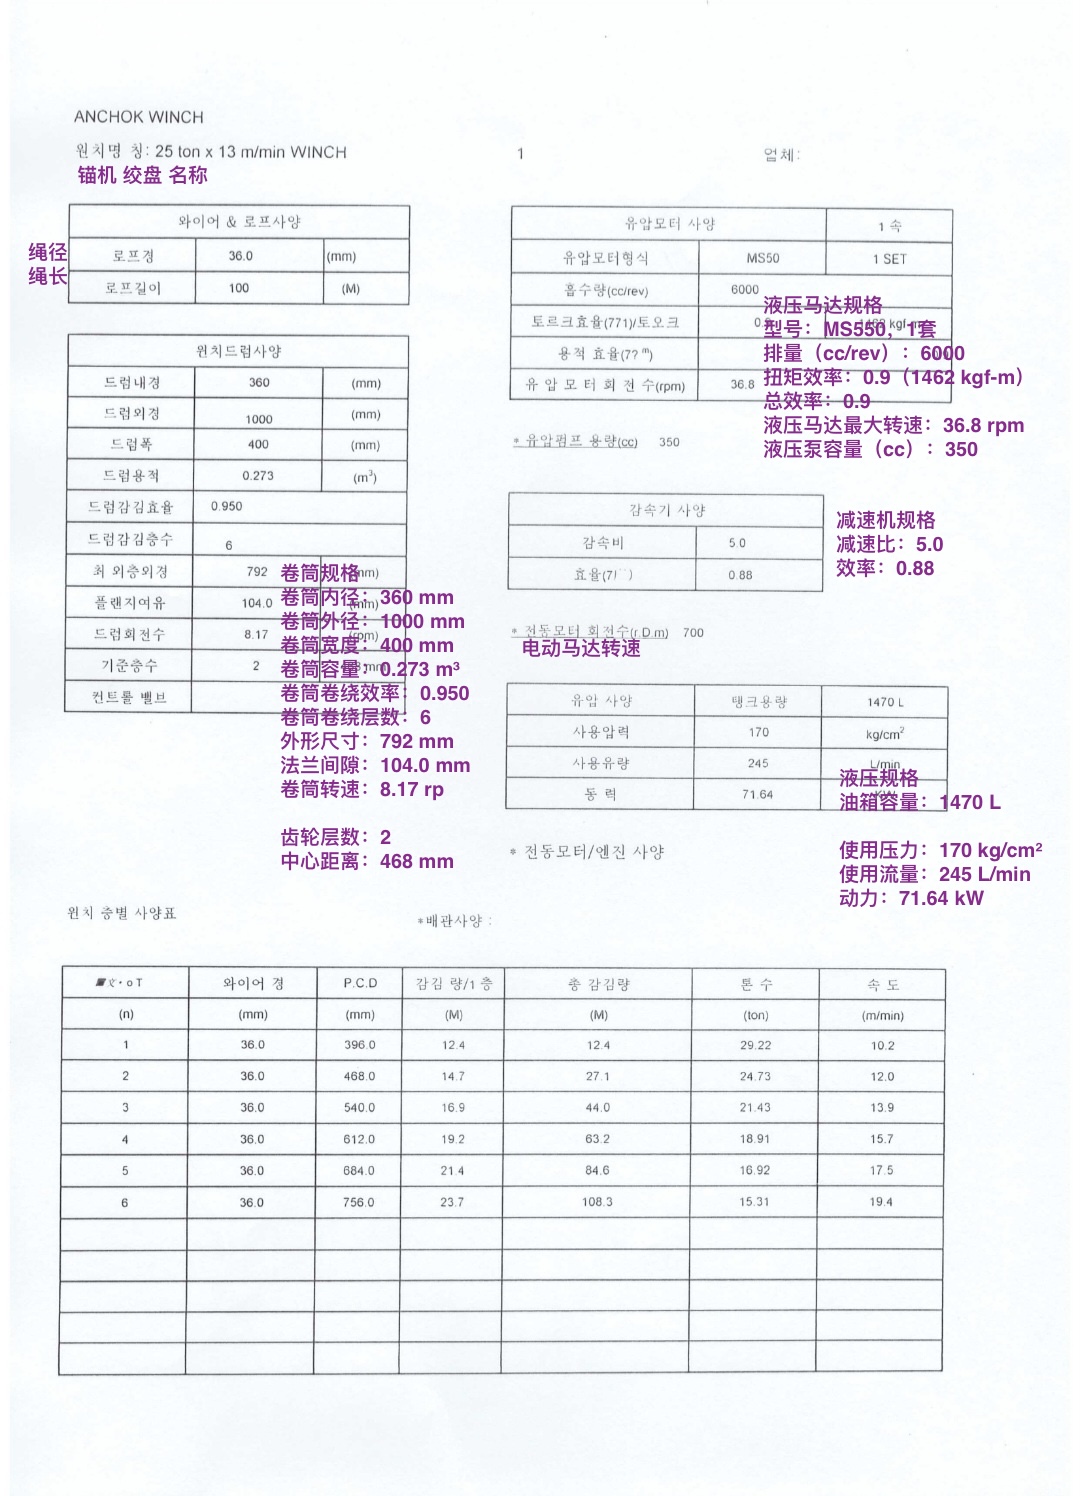 ANCHOK WINCH
원치명 칭: 25 ton x 13 m/min WINCH
1
업체:
锚机 绞盘 名称
와이어 & 로프사양
绳径
로프경 36.0 (mm)
绳长
로프길이 100 (M)
원치드럼사양
드럼내경 360 (mm)
드럼외경 1000 (mm)
드럼폭 400 (mm)
드럼용적 0.273 (m³)
드럼감김효율 0.950
드럼감김층수 6
최 외층외경 792
플랜지여유 104.0
드럼회전수 8.17
기준층수 2
컨트롤 밸브
卷筒规格
卷筒内径：360 mm
卷筒外径：1000 mm
卷筒宽度：400 mm
卷筒容量：0.273 m³
卷筒卷绕效率：0.950
卷筒卷绕层数：6
外形尺寸：792 mm
法兰间隙：104.0 mm
卷筒转速：8.17 rp
齿轮层数：2
中心距离：468 mm
유압모터 사양 1 속
유압모터형식 MS50 1 SET
흡수량(cc/rev) 6000
토르크효율(771)/토오크
용적 효율(7? m)
유 압 모 터 회 전 수(rpm) 36.8
* 유압펌프 용량(cc) 350
液压马达规格
型号：MS550，1套
排量（cc/rev）：6000
扭矩效率：0.9（1462 kgf-m）
总效率：0.9
液压马达最大转速：36.8 rpm
液压泵容量（cc）：350
감속기 사양
감속비 5.0
효율 0.88
减速机规格
减速比：5.0
效率：0.88
* 전동모터 회전수(r.D.m) 700
电动马达转速
유압 사양 탱크용량 1470 L
사용압력 170 kg/cm²
사용유량 245 L/min
동 력 71.64
液压规格
油箱容量：1470 L
使用压力：170 kg/cm²
使用流量：245 L/min
动力：71.64 kW
* 전동모터/엔진 사양
윈치 층별 사양표
*배관사양 :
와이어 경 P.C.D 감김 량/1 층 총 감김량 톤 수 속 도
(n) (mm) (mm) (M) (M) (ton) (m/min)
1 36.0 396.0 12.4 12.4 29.22 10.2
2 36.0 468.0 14.7 27.1 24.73 12.0
3 36.0 540.0 16.9 44.0 21.43 13.9
4 36.0 612.0 19.2 63.2 18.91 15.7
5 36.0 684.0 21.4 84.6 16.92 17.5
6 36.0 756.0 23.7 108.3 15.31 19.4